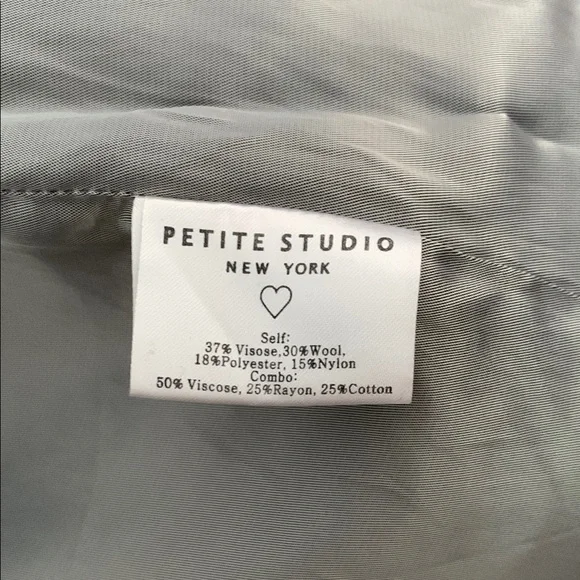 PETITE STUDIO
NEW YORK
Self:
37% Visose,30%Wool,
18%Polyester, 15%Nylon
Combo:
50% Viscose, 25%Rayon, 25%Cotton